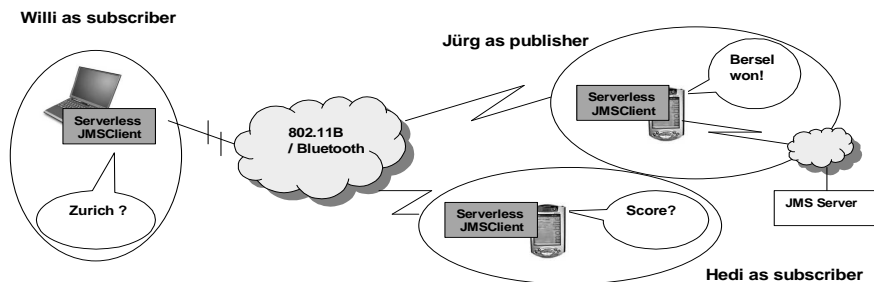 Willi as subscriber
Jürg as publisher
Bersel
won!
Serverless
JMSClient
Serverless
JMSClient
802.11B
/ Bluetooth
Zurich ?
Serverless
JMSClient
Score?
JMS Server
Hedi as subscriber